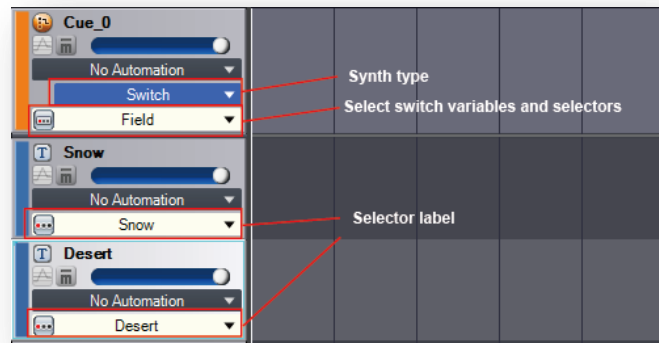 Cue_0
m
No Automation
Switch
Field
Synth type
Select switch variables and selectors
T Snow
m
No Automation
Snow
Selector label
T Desert
m
No Automation
Desert